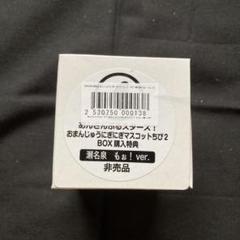 2 530750 000138
あんさんぶるスターズ！
おまんじゅうにぎにぎマスコットちび2
BOX購入特典
瀬名泉 もぉ！ver.
非売品